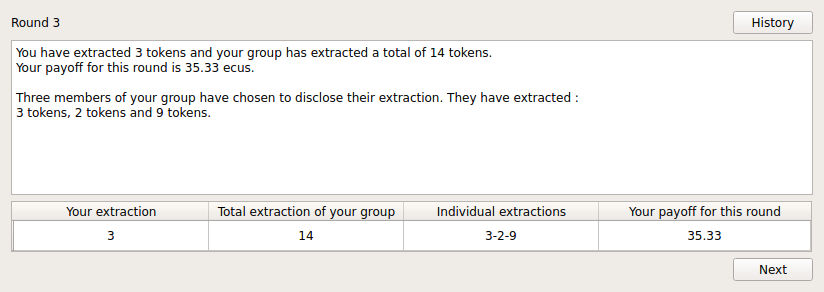 Round 3
History
You have extracted 3 tokens and your group has extracted a total of 14 tokens.
Your payoff for this round is 35.33 ecus.
Three members of your group have chosen to disclose their extraction. They have extracted :
3 tokens, 2 tokens and 9 tokens.
Your extraction Total extraction of your group Individual extractions Your payoff for this round
3 14 3-2-9 35.33
Next